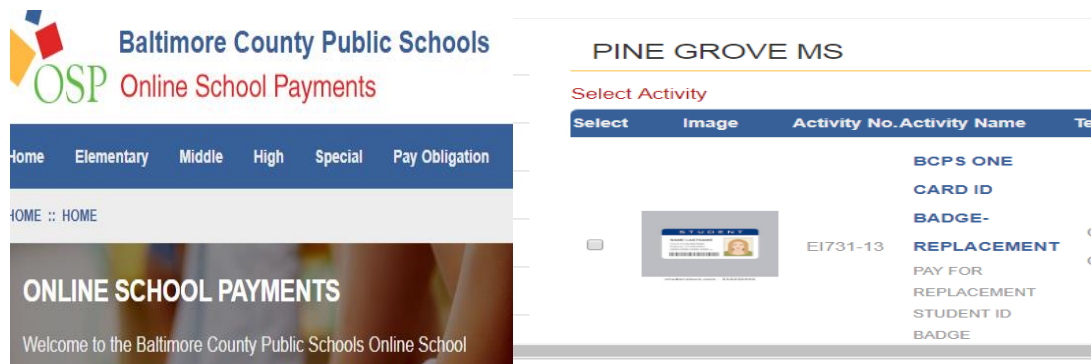 Baltimore County Public Schools
OSP Online School Payments
Home Elementary Middle High Special Pay Obligation
HOME :: HOME
ONLINE SCHOOL PAYMENTS
Welcome to the Baltimore County Public Schools Online School
PINE GROVE MS
Select Activity
Select Image Activity No. Activity Name Te
BCPS ONE
CARD ID
BADGE-
REPLACEMENT
EI731-13
PAY FOR
REPLACEMENT
STUDENT ID
BADGE
STUDENT